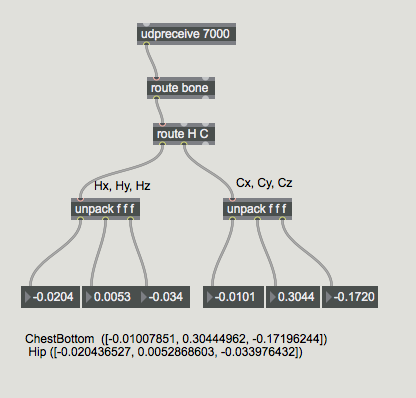 udpreceive 7000
route bone
route H C
Hx, Hy, Hz
Cx, Cy, Cz
unpack f f f
unpack f f f
-0.0204
0.0053
-0.034
-0.0101
0.3044
-0.1720
ChestBottom ([-0.01007851, 0.30444962, -0.17196244])
Hip ([-0.020436527, 0.0052868603, -0.033976432])